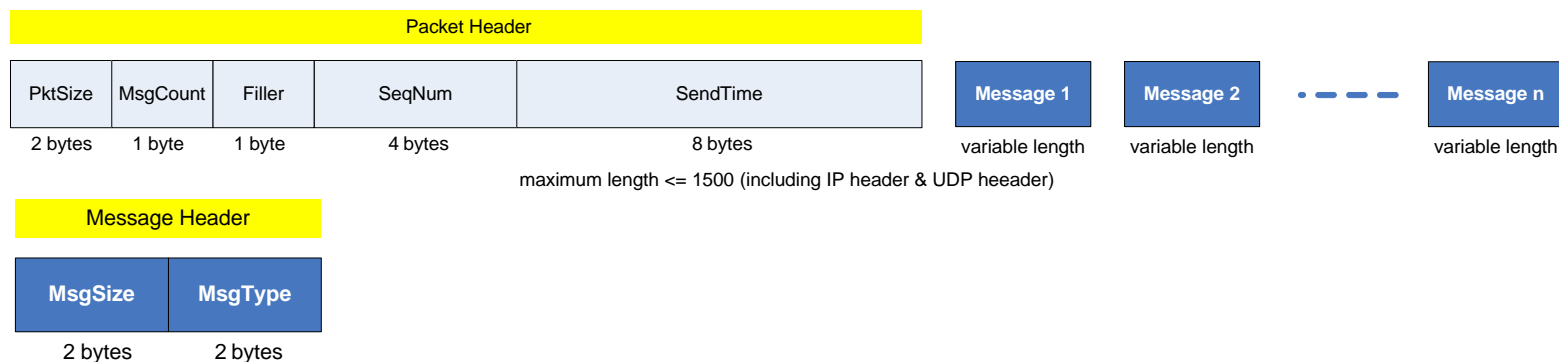 Packet Header
PktSize MsgCount Filler SeqNum SendTime Message 1 Message 2 Message n
2 bytes 1 byte 1 byte 4 bytes 8 bytes variable length variable length variable length
maximum length <= 1500 (including IP header & UDP heeader)
Message Header
MsgSize MsgType
2 bytes 2 bytes